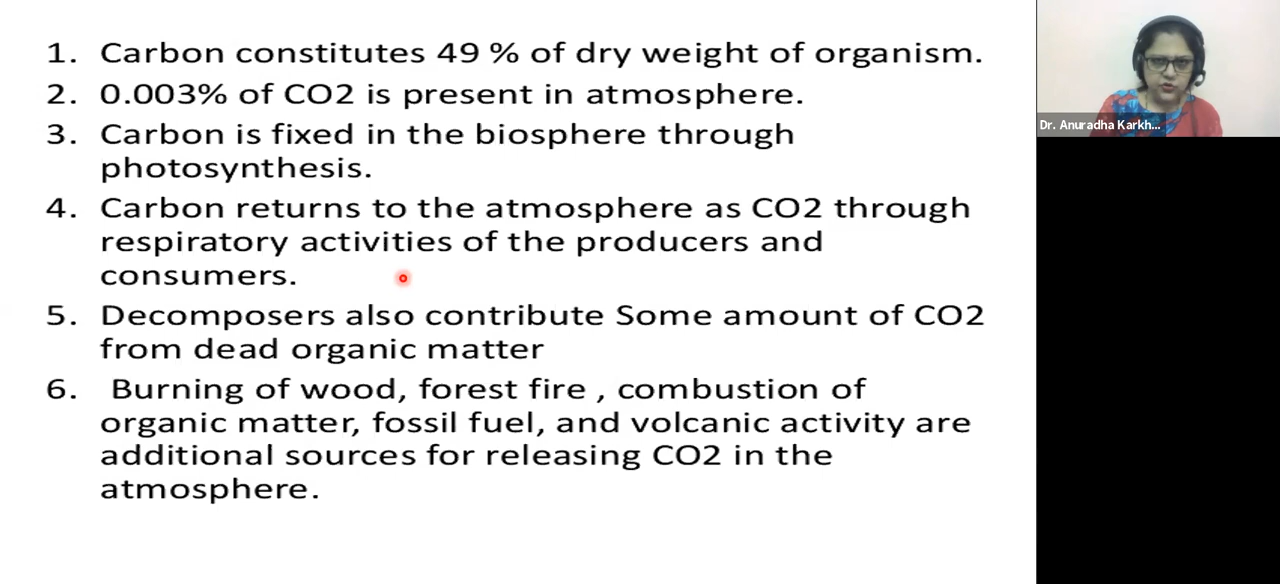 1. Carbon constitutes 49 % of dry weight of organism.
2. 0.003% of CO2 is present in atmosphere.
3. Carbon is fixed in the biosphere through
photosynthesis.
4. Carbon returns to the atmosphere as CO2 through
respiratory activities of the producers and
consumers.
5. Decomposers also contribute Some amount of CO2
from dead organic matter
6. Burning of wood, forest fire , combustion of
organic matter, fossil fuel, and volcanic activity are
additional sources for releasing CO2 in the
atmosphere.
Dr. Anuradha Karkh...